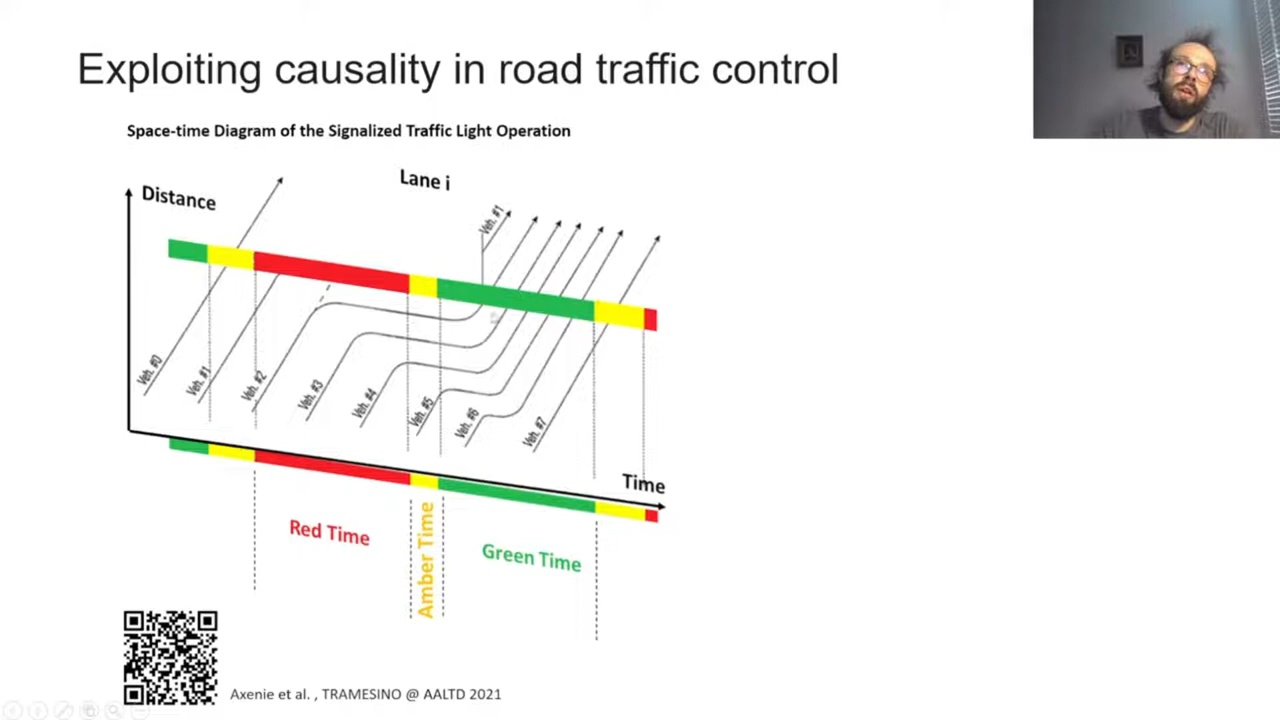 Exploiting causality in road traffic control
Space-time Diagram of the Signalized Traffic Light Operation
Lane i
Distance
Veh. #1
Veh. #0
Veh. #1
Veh. #2
Veh. #3
Veh. #4
Veh. #5
Veh. #6
Veh. #7
Time
Red Time
Amber Time
Green Time
Axenie et al. , TRAMESINO @ AALTD 2021